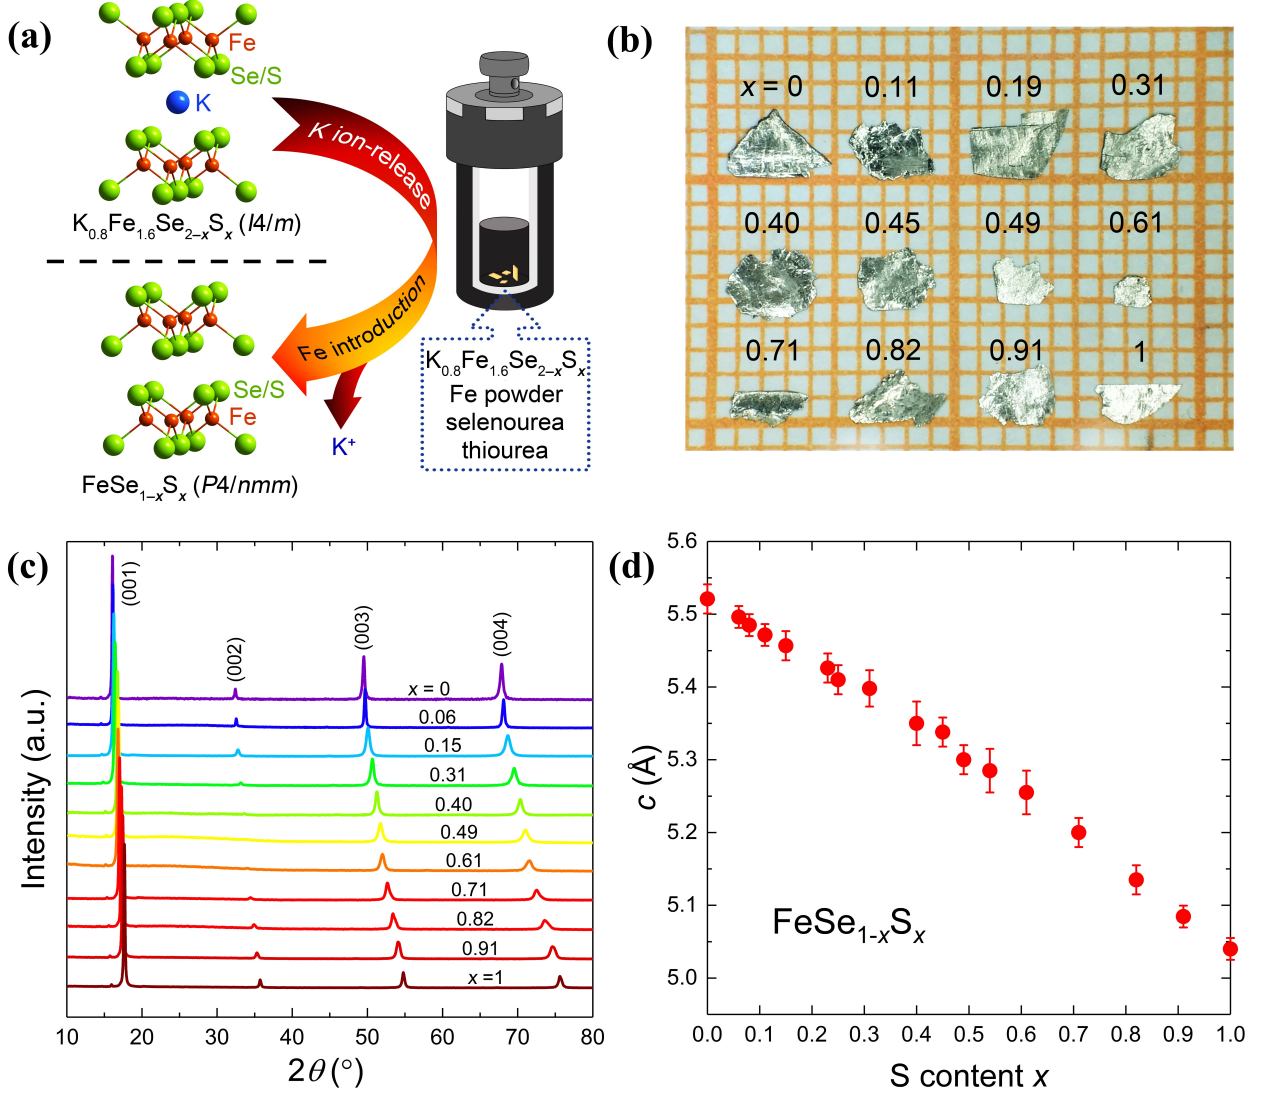 (a)
Fe
Se/S
K
K0.8Fe1.6Se2–xSx (I4/m)
K ion-release
Fe introduction
K+
Se/S
Fe
FeSe1–xSx (P4/nmm)
K0.8Fe1.6Se2–xSx
Fe powder
selenourea
thiourea
(b)
x = 0 0.11 0.19 0.31
0.40 0.45 0.49 0.61
0.71 0.82 0.91 1
(c)
Intensity (a.u.)
(001)
(002)
(003)
(004)
x = 0
0.06
0.15
0.31
0.40
0.49
0.61
0.71
0.82
0.91
x =1
10 20 30 40 50 60 70 80
2θ (°)
(d)
c (Å)
5.6
5.5
5.4
5.3
5.2
5.1
5.0
FeSe1-xSx
0.0 0.1 0.2 0.3 0.4 0.5 0.6 0.7 0.8 0.9 1.0
S content x